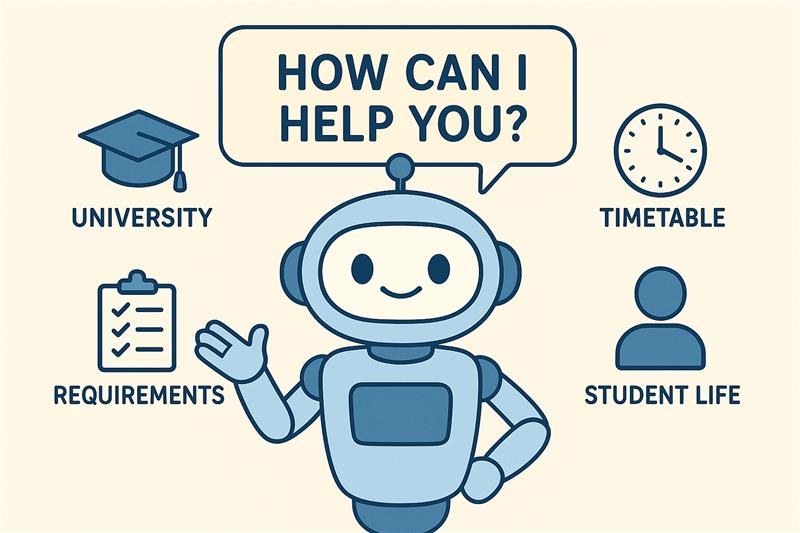 HOW CAN I
HELP YOU?
UNIVERSITY
TIMETABLE
REQUIREMENTS
STUDENT LIFE